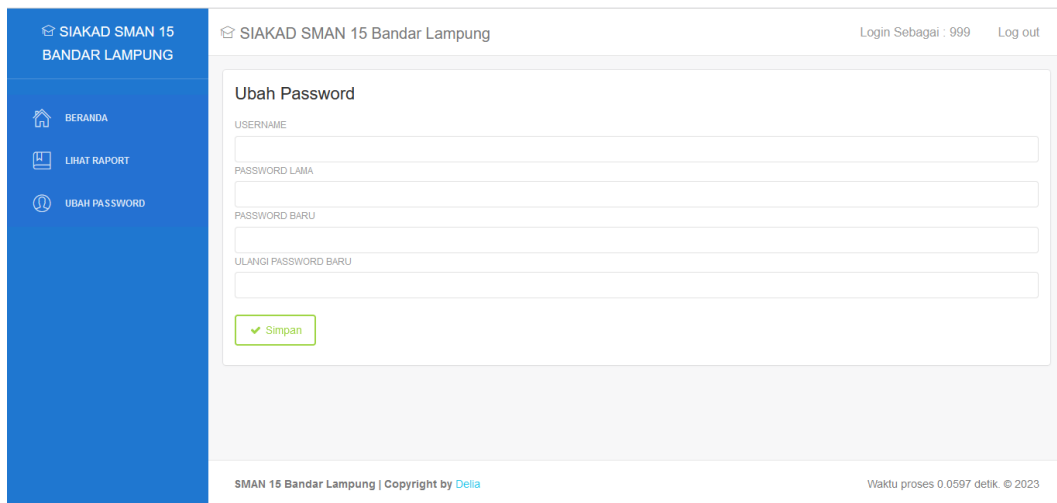 SIAKAD SMAN 15
BANDAR LAMPUNG
BERANDA
LIHAT RAPORT
UBAH PASSWORD
SIAKAD SMAN 15 Bandar Lampung
Login Sebagai : 999
Log out
Ubah Password
USERNAME
PASSWORD LAMA
PASSWORD BARU
ULANGI PASSWORD BARU
Simpan
SMAN 15 Bandar Lampung | Copyright by Delia
Waktu proses 0.0597 detik. © 2023